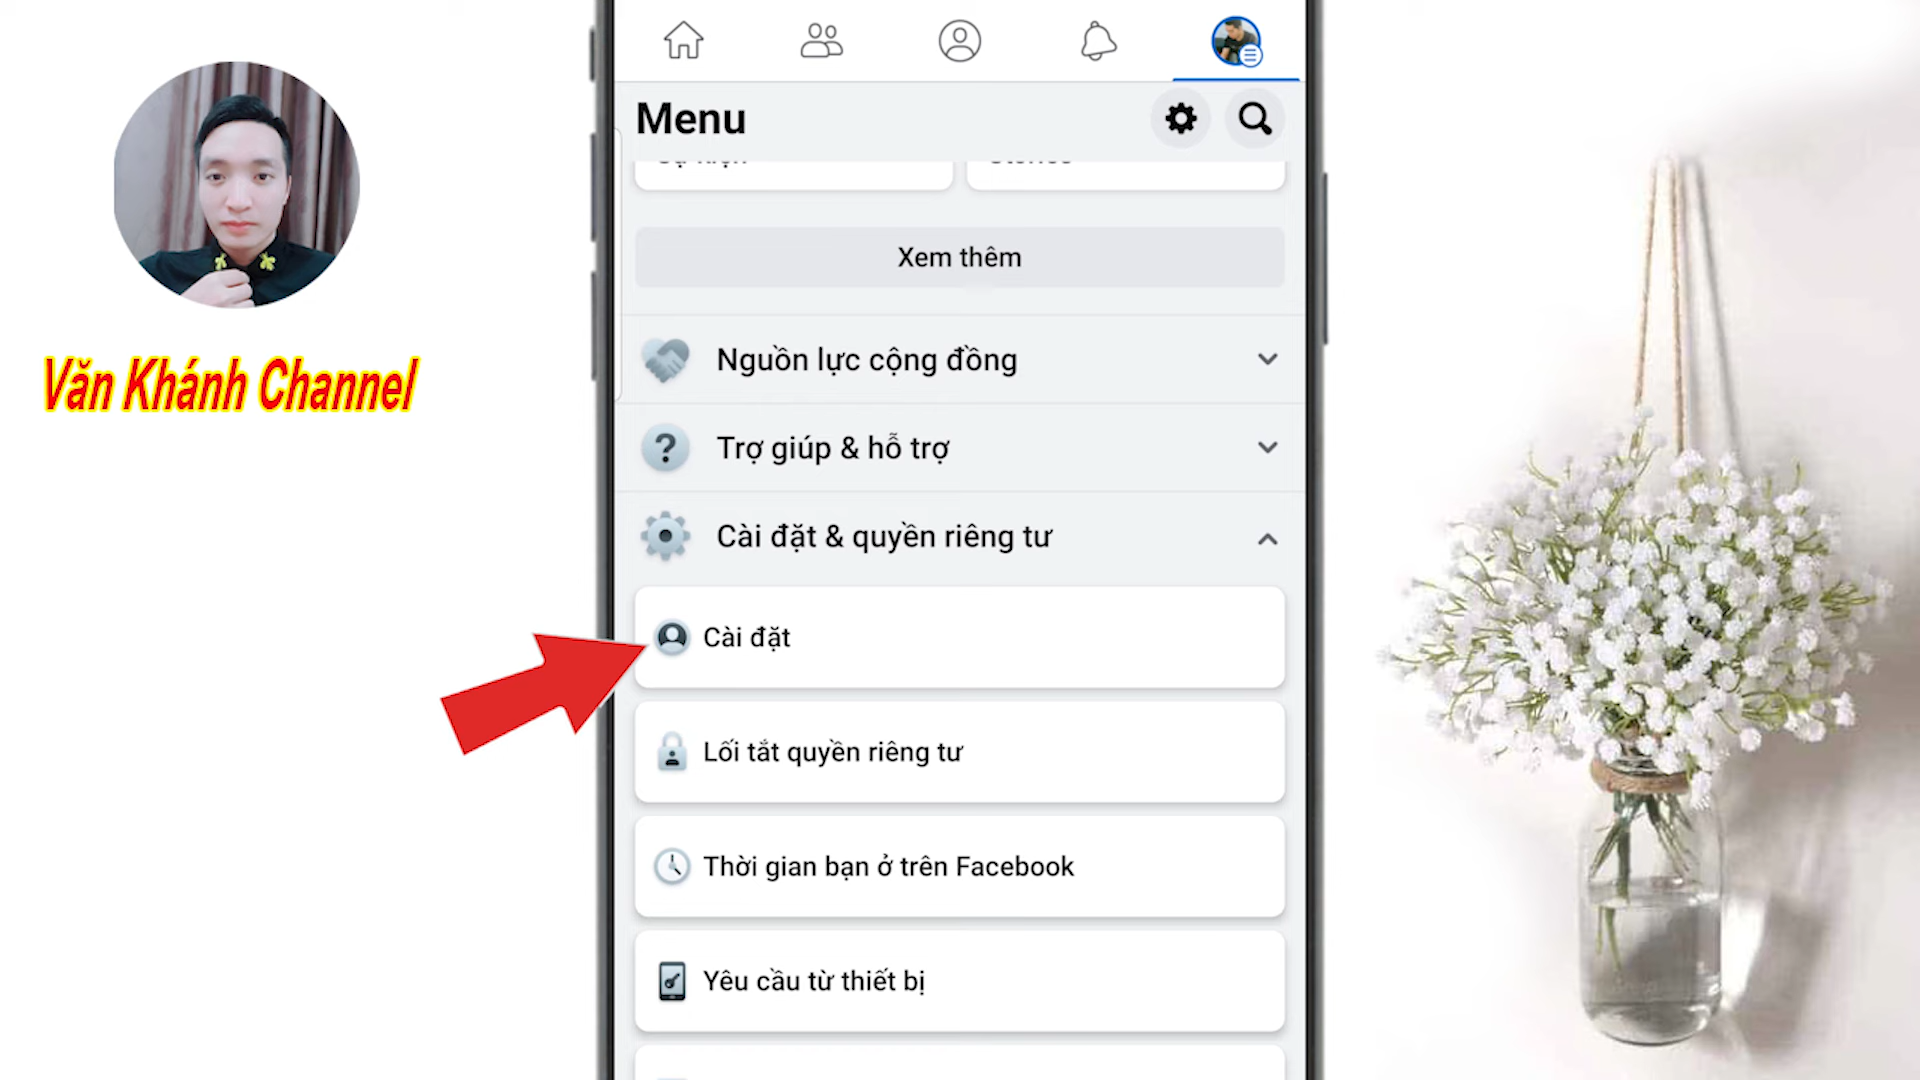 Menu
Xem thêm
Nguồn lực cộng đồng
Trợ giúp & hỗ trợ
Cài đặt & quyền riêng tư
Cài đặt
Lối tắt quyền riêng tư
Thời gian bạn ở trên Facebook
Yêu cầu từ thiết bị
Văn Khánh Channel